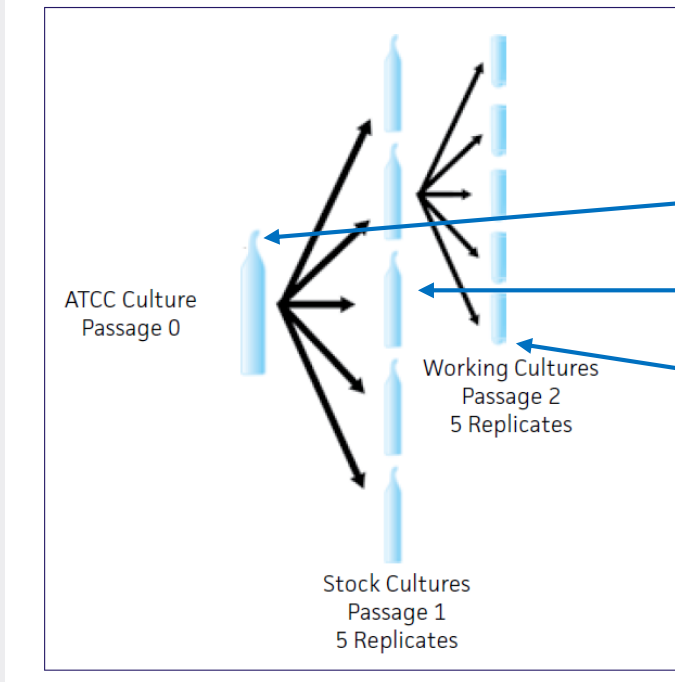 ATCC Culture
Passage 0
Working Cultures
Passage 2
5 Replicates
Stock Cultures
Passage 1
5 Replicates